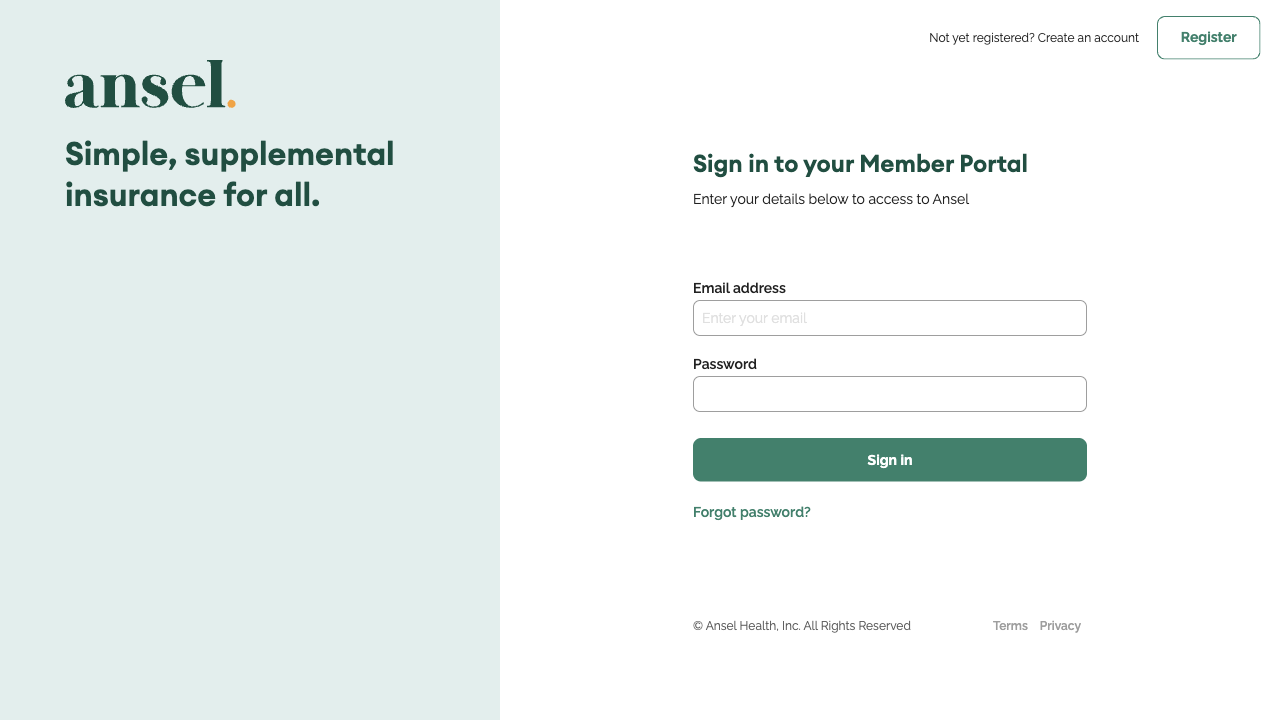 ansel.
Simple, supplemental
insurance for all.
Not yet registered? Create an account
Register
Sign in to your Member Portal
Enter your details below to access to Ansel
Email address
Enter your email
Password
Sign in
Forgot password?
© Ansel Health, Inc. All Rights Reserved
Terms Privacy